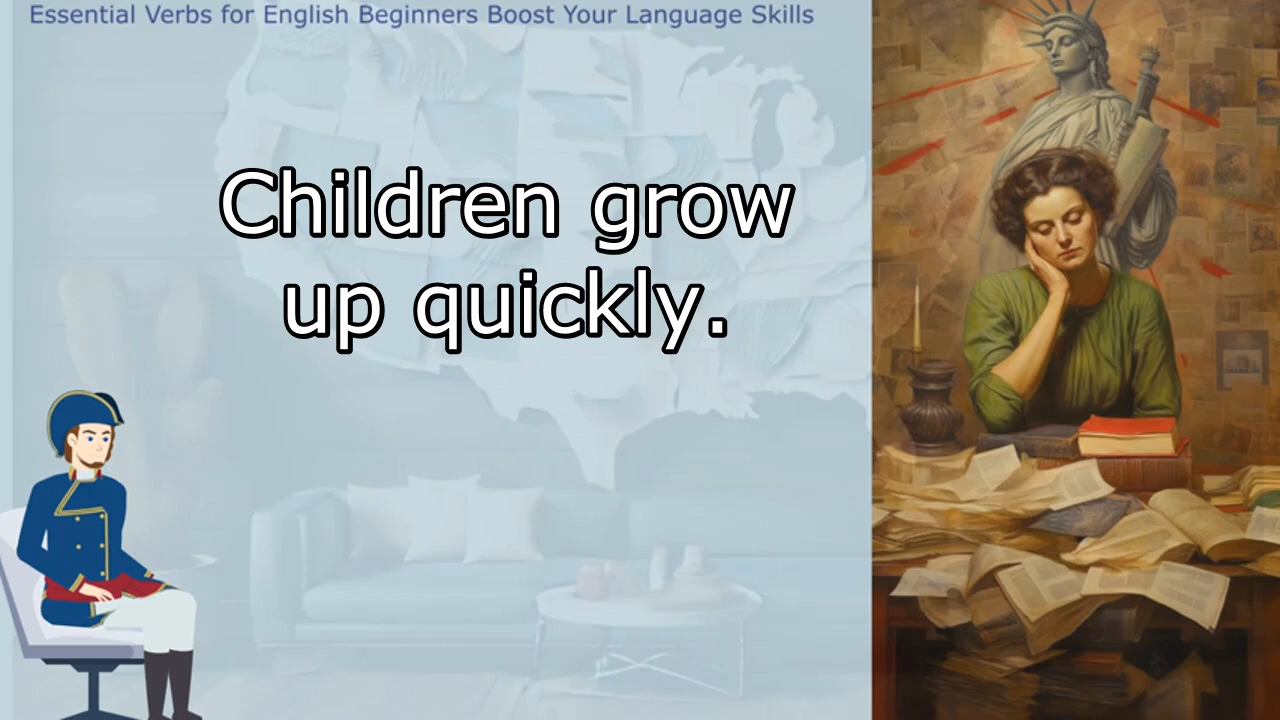 Essential Verbs for English Beginners Boost Your Language Skills
Children grow
up quickly.